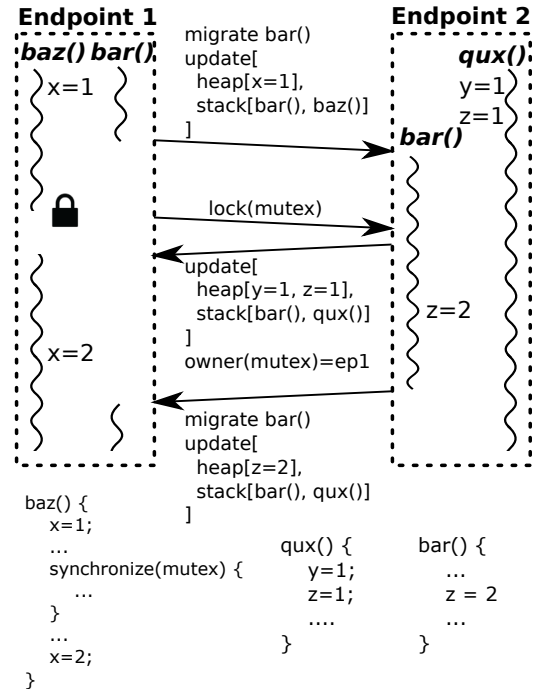 Endpoint 1
Endpoint 2
baz() bar()
x=1
migrate bar()
update[
heap[x=1],
stack[bar(), baz()]
]
qux()
y=1
z=1
bar()
lock(mutex)
update[
heap[y=1, z=1],
stack[bar(), qux()]
]
owner(mutex)=ep1
z=2
x=2
migrate bar()
update[
heap[z=2],
stack[bar(), qux()]
]
baz() {
x=1;
...
synchronize(mutex) {
...
}
...
x=2;
}
qux() {
y=1;
z=1;
....
}
bar() {
...
z = 2
...
}